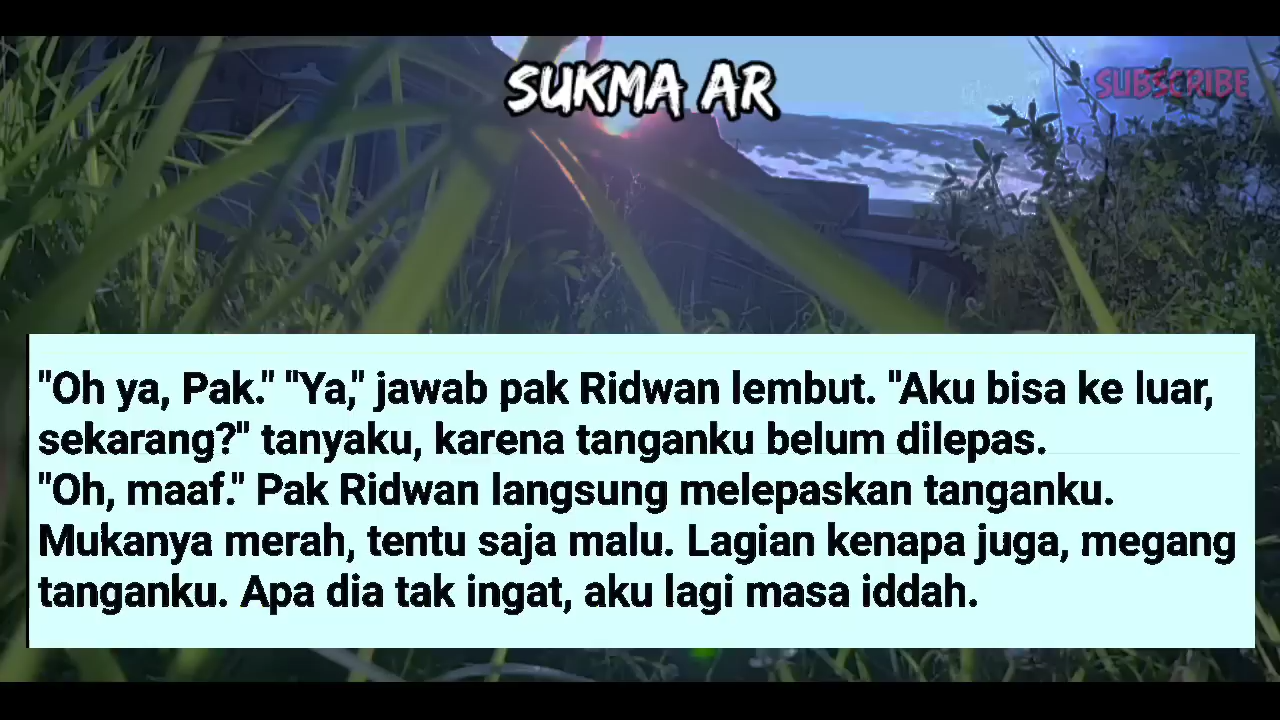 SUKMA AR
SUBSCRIBE
"Oh ya, Pak." "Ya," jawab pak Ridwan lembut. "Aku bisa ke luar,
sekarang?" tanyaku, karena tanganku belum dilepas.
"Oh, maaf." Pak Ridwan langsung melepaskan tanganku.
Mukanya merah, tentu saja malu. Lagian kenapa juga, megang
tanganku. Apa dia tak ingat, aku lagi masa iddah.